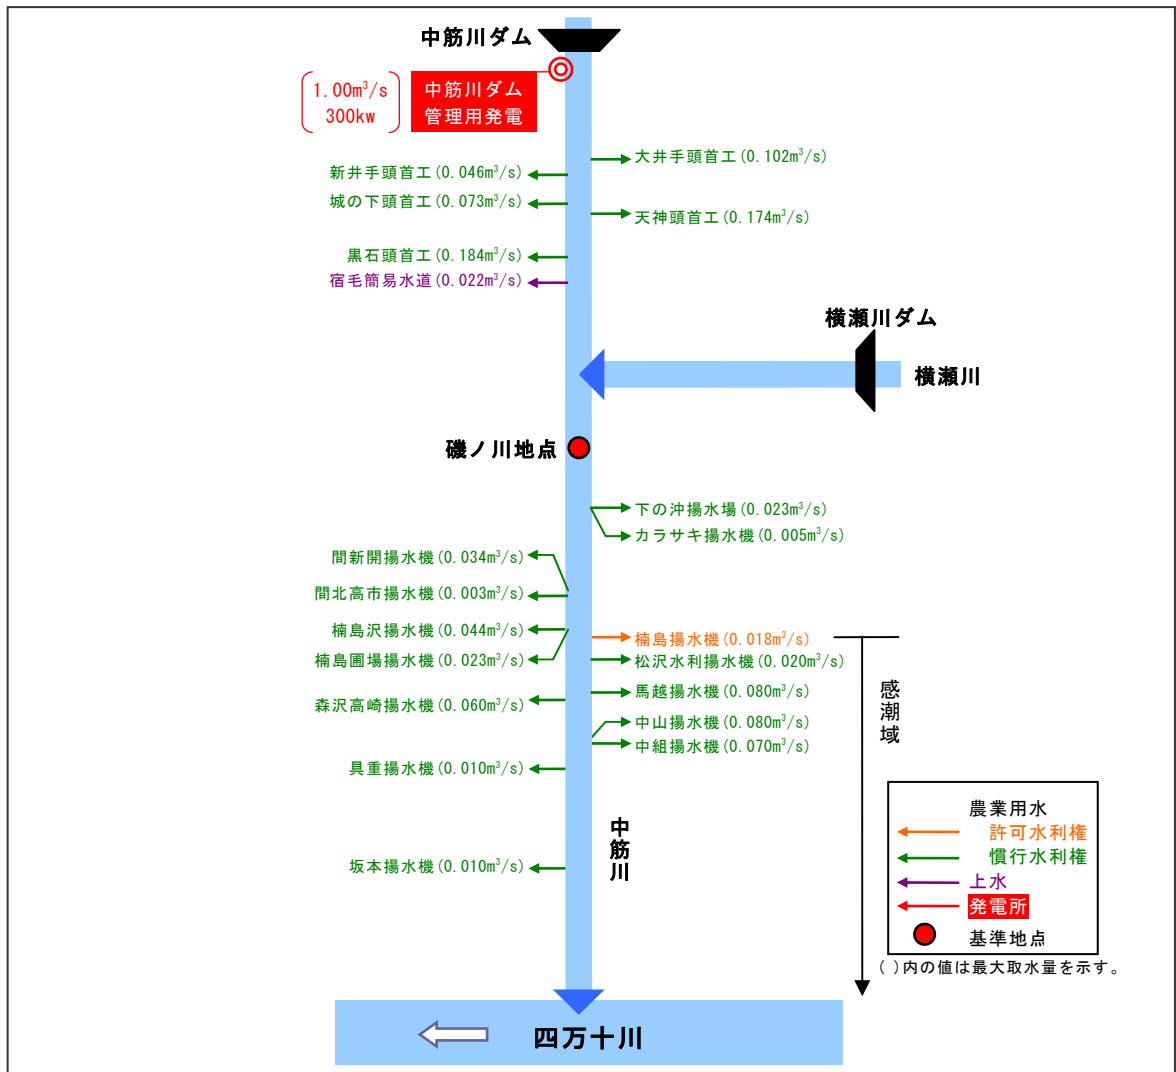 中筋川ダム
1.00m³/s
300kw
中筋川ダム
管理用発電
大井手頭首工(0.102m³/s)
新井手頭首工(0.046m³/s)
城の下頭首工(0.073m³/s)
天神頭首工(0.174m³/s)
黒石頭首工(0.184m³/s)
宿毛簡易水道(0.022m³/s)
横瀬川ダム
横瀬川
磯ノ川地点
下の沖揚水場(0.023m³/s)
カラサキ揚水機(0.005m³/s)
間新開揚水機(0.034m³/s)
間北高市揚水機(0.003m³/s)
楠島沢揚水機(0.044m³/s)
楠島揚水機(0.018m³/s)
楠島圃場揚水機(0.023m³/s)
松沢水利揚水機(0.020m³/s)
馬越揚水機(0.080m³/s)
森沢高崎揚水機(0.060m³/s)
中山揚水機(0.080m³/s)
中組揚水機(0.070m³/s)
具重揚水機(0.010m³/s)
感潮域
中筋川
坂本揚水機(0.010m³/s)
農業用水
許可水利権
慣行水利権
上水
発電所
基準地点
( )内の値は最大取水量を示す。
四万十川